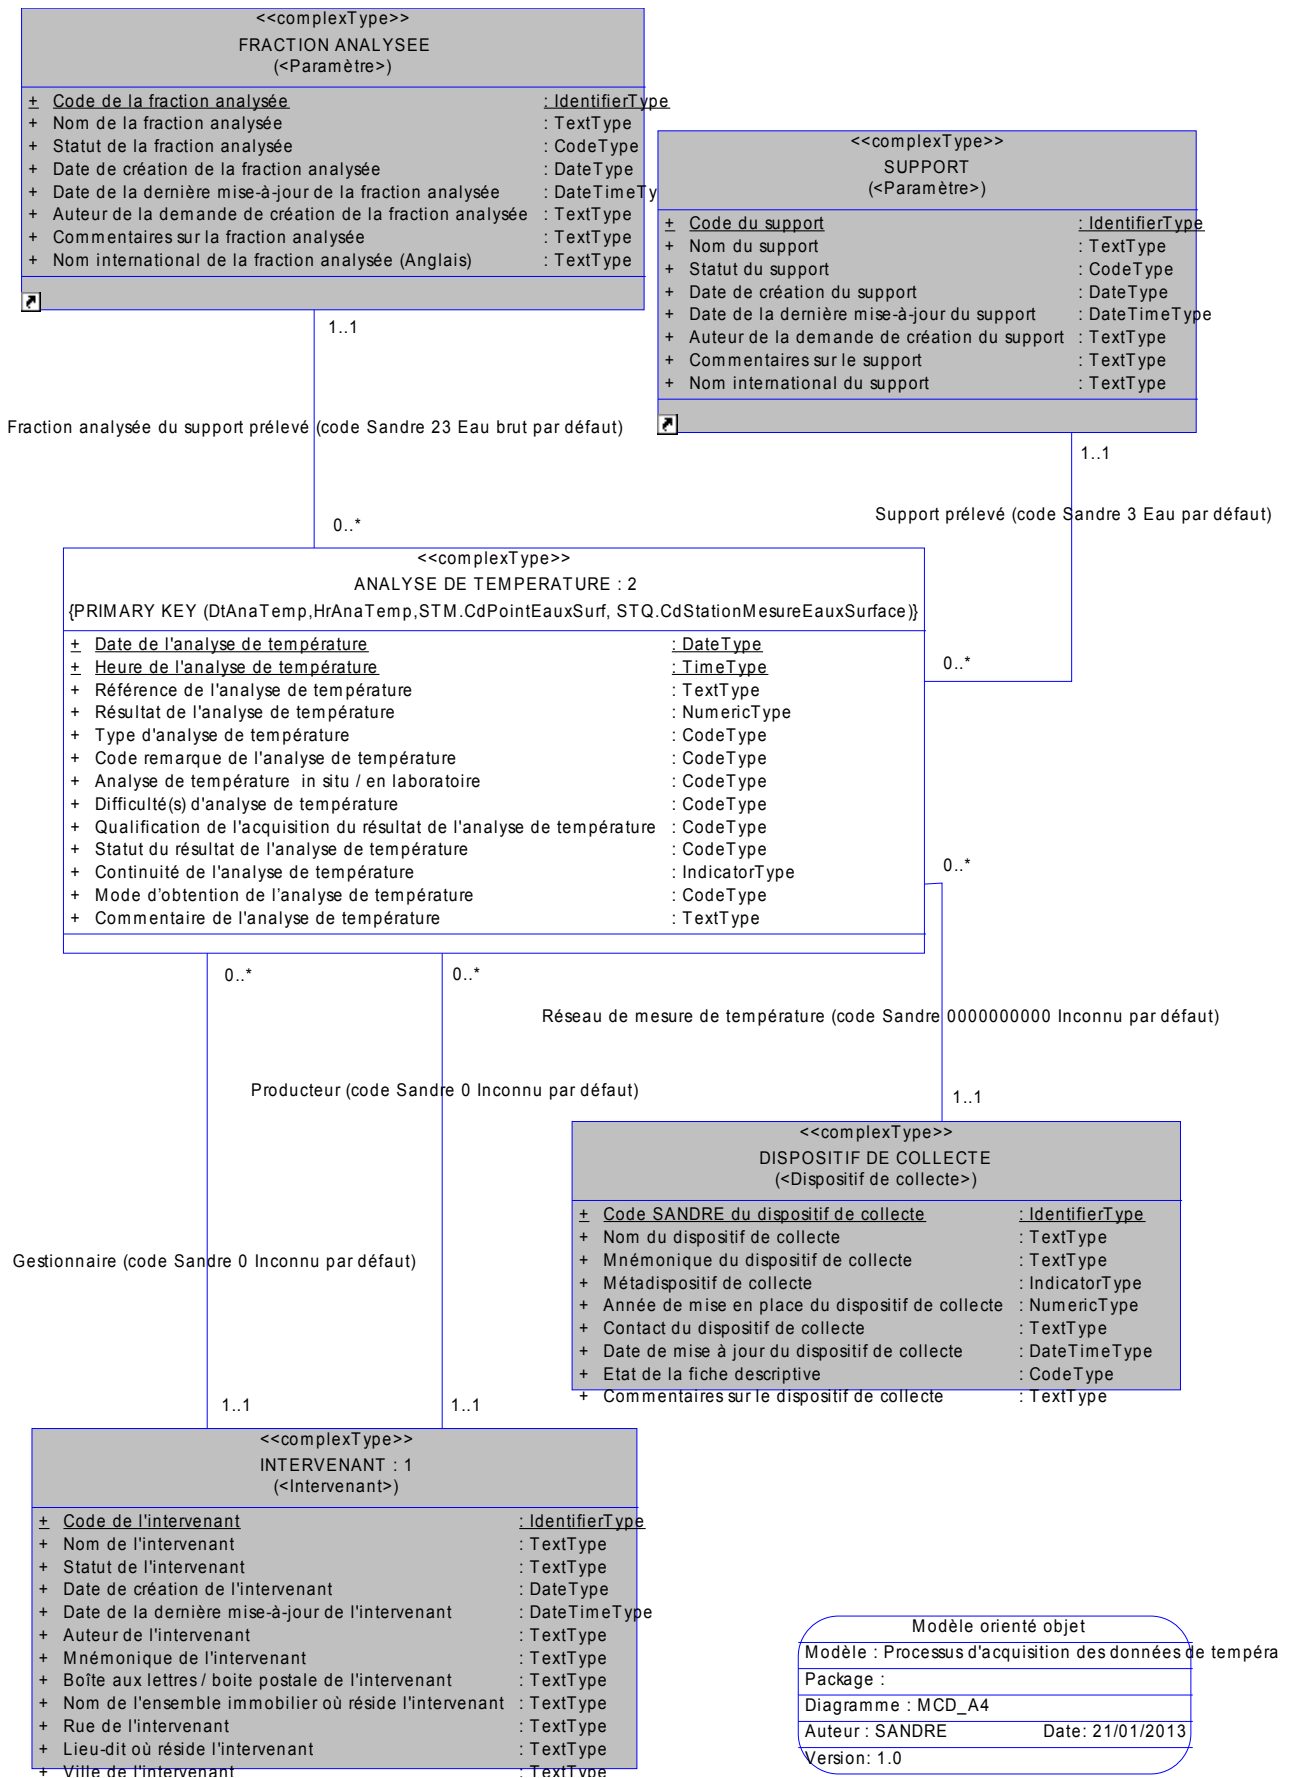 <<complexType>>
FRACTION ANALYSEE
(<Paramètre>)
+ Code de la fraction analysée : IdentifierType
+ Nom de la fraction analysée : TextType
+ Statut de la fraction analysée : CodeType
+ Date de création de la fraction analysée : DateType
+ Date de la dernière mise-à-jour de la fraction analysée : DateTimeTy
+ Auteur de la demande de création de la fraction analysée : TextType
+ Commentaires sur la fraction analysée : TextType
+ Nom international de la fraction analysée (Anglais) : TextType
<<complexType>>
SUPPORT
(<Paramètre>)
+ Code du support : IdentifierType
+ Nom du support : TextType
+ Statut du support : CodeType
+ Date de création du support : DateType
+ Date de la dernière mise-à-jour du support : DateTimeType
+ Auteur de la demande de création du support : TextType
+ Commentaires sur le support : TextType
+ Nom international du support : TextType
1..1
Fraction analysée du support prélevé (code Sandre 23 Eau brut par défaut)
0..*
1..1
Support prélevé (code Sandre 3 Eau par défaut)
0..*
<<complexType>>
ANALYSE DE TEMPERATURE : 2
{PRIMARY KEY (DtAnaTemp,HrAnaTemp,STM.CdPointEauxSurf, STQ.CdStationMesureEauxSurface)}
+ Date de l'analyse de température : DateType
+ Heure de l'analyse de température : TimeType
+ Référence de l'analyse de température : TextType
+ Résultat de l'analyse de température : NumericType
+ Type d'analyse de température : CodeType
+ Code remarque de l'analyse de température : CodeType
+ Analyse de température in situ / en laboratoire : CodeType
+ Difficulté(s) d'analyse de température : CodeType
+ Qualification de l'acquisition du résultat de l'analyse de température : CodeType
+ Statut du résultat de l'analyse de température : CodeType
+ Continuité de l'analyse de température : IndicatorType
+ Mode d’obtention de l’analyse de température : CodeType
+ Commentaire de l'analyse de température : TextType
0..*
0..*
0..*
Réseau de mesure de température (code Sandre 0000000000 Inconnu par défaut)
Producteur (code Sandre 0 Inconnu par défaut)
1..1
<<complexType>>
DISPOSITIF DE COLLECTE
(<Dispositif de collecte>)
+ Code SANDRE du dispositif de collecte : IdentifierType
+ Nom du dispositif de collecte : TextType
+ Mnémonique du dispositif de collecte : TextType
+ Métadispositif de collecte : IndicatorType
+ Année de mise en place du dispositif de collecte : NumericType
+ Contact du dispositif de collecte : TextType
+ Date de mise à jour du dispositif de collecte : DateTimeType
+ Etat de la fiche descriptive : CodeType
+ Commentaires sur le dispositif de collecte : TextType
Gestionnaire (code Sandre 0 Inconnu par défaut)
1..1
1..1
<<complexType>>
INTERVENANT : 1
(<Intervenant>)
+ Code de l'intervenant : IdentifierType
+ Nom de l'intervenant : TextType
+ Statut de l'intervenant : TextType
+ Date de création de l'intervenant : DateType
+ Date de la dernière mise-à-jour de l'intervenant : DateTimeType
+ Auteur de l'intervenant : TextType
+ Mnémonique de l'intervenant : TextType
+ Boîte aux lettres / boite postale de l'intervenant : TextType
+ Nom de l'ensemble immobilier où réside l'intervenant : TextType
+ Rue de l'intervenant : TextType
+ Lieu-dit où réside l'intervenant : TextType
+ Ville de l'intervenant : TextType
Modèle orienté objet
Modèle : Processus d'acquisition des données de tempéra
Package :
Diagramme : MCD_A4
Auteur : SANDRE Date: 21/01/2013
Version: 1.0